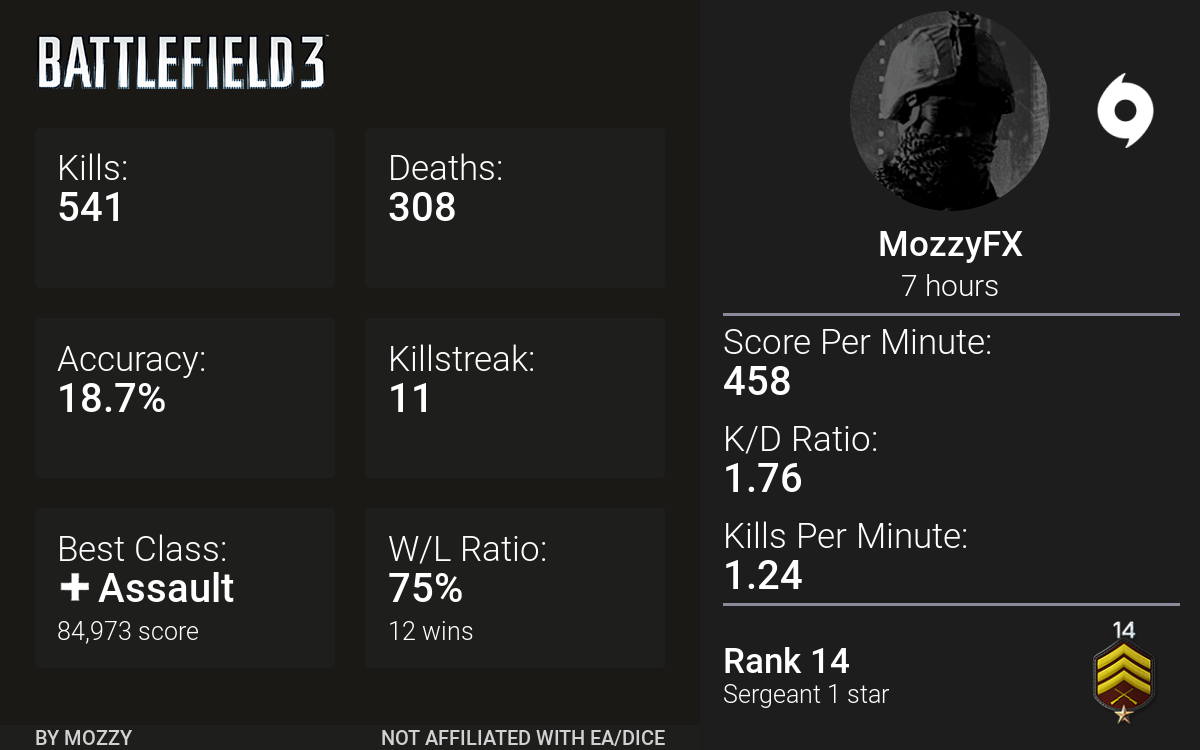 BATTLEFIELD 3
Kills:
541
Deaths:
308
Accuracy:
18.7%
Killstreak:
11
Best Class:
Assault
84,973 score
W/L Ratio:
75%
12 wins
BY MOZZY
NOT AFFILIATED WITH EA/DICE
MozzyFX
7 hours
Score Per Minute:
458
K/D Ratio:
1.76
Kills Per Minute:
1.24
Rank 14
Sergeant 1 star
14